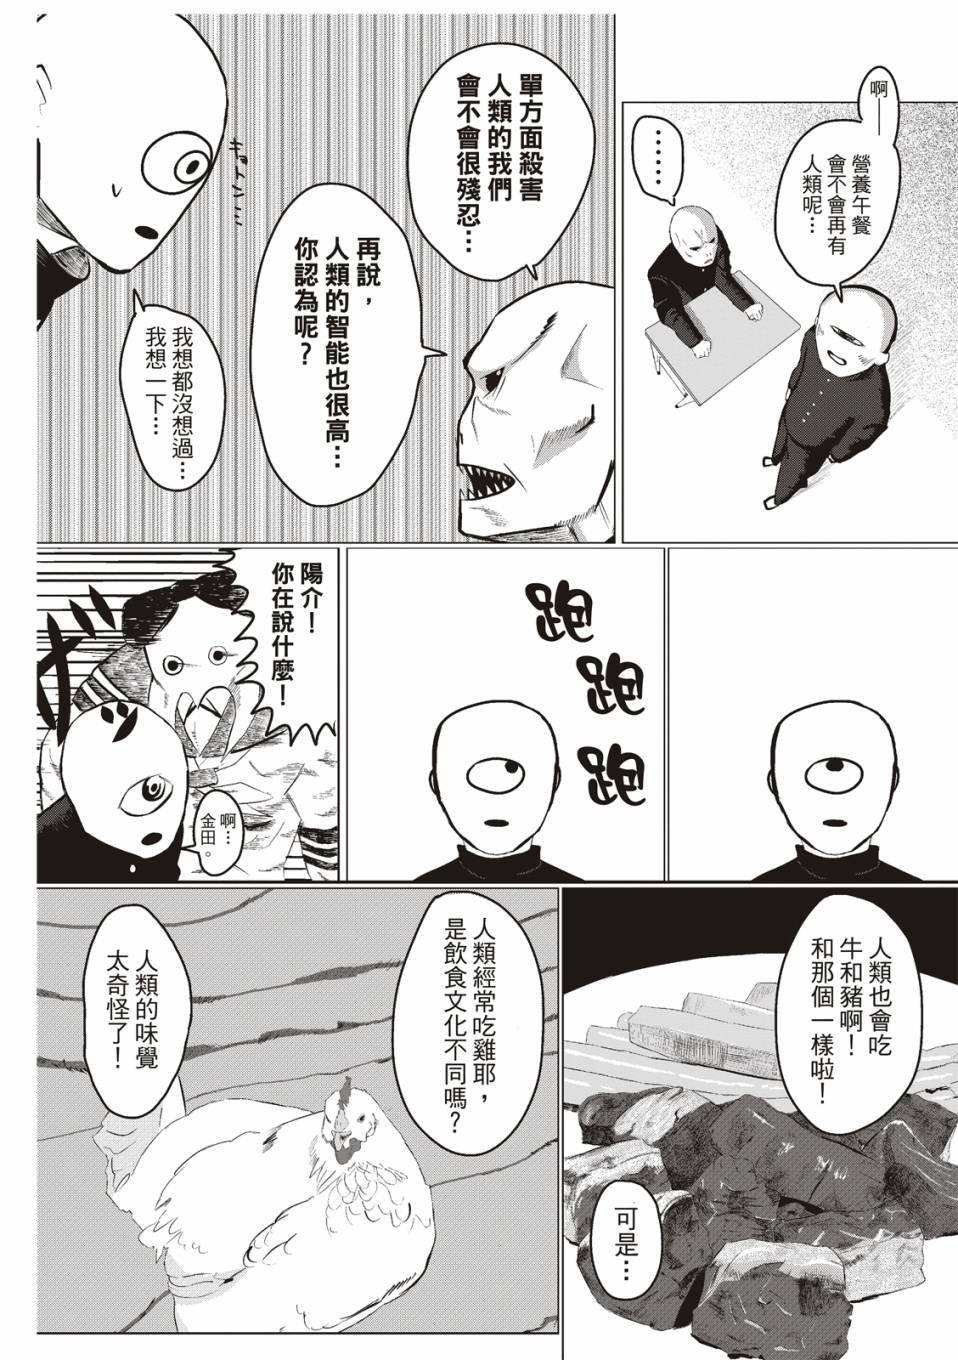 啊──
營養午餐
會不會再有
人類呢…
……
單方面殺害
人類的我們
會不會很殘忍…
再說，
人類的智能也很高…
你認為呢？
キョトン
我想都沒想過…
我想一下…
跑
跑
跑
陽介！
你在說什麼！
啊…
金田。
人類也會吃
牛和豬啊！
和那個一樣啦！
可是…
人類經常吃雞耶，
是飲食文化不同嗎？
人類的味覺
太奇怪了！